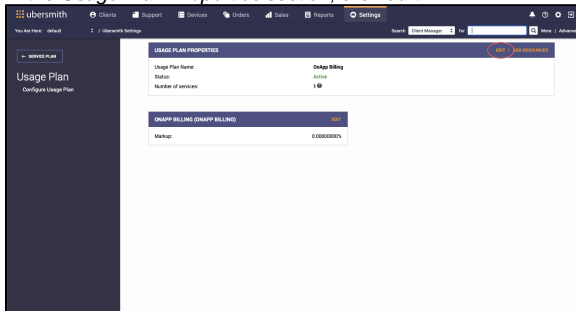 ubersmith Clients Support Devices Orders Sales Reports Settings
You Are Here: default / Ubersmith Settings Search Client Manager for More | Advanced
← SERVICE PLAN
Usage Plan
Configure Usage Plan
USAGE PLAN PROPERTIES EDIT | ADD RESOURCES
Usage Plan Name: OnApp Billing
Status: Active
Number of services: 1
ONAPP BILLING (ONAPP BILLING) EDIT
Markup: 0.00000000%